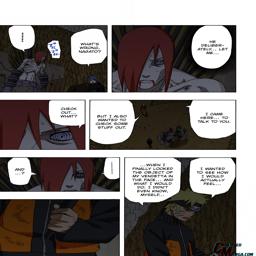 HE
DELIBER-
ATELY... LET
ME...
WHAT'S
WRONG,
NAGATO?
I CAME
HERE... TO
TALK TO YOU.
BUT I ALSO
WANTED TO
CHECK SOME
STUFF OUT.
CHECK
OUT...
WHAT?
I WANTED TO
SEE HOW I
WOULD
ACTUALLY
FEEL...
...WHEN I
FINALLY LOOKED
THE OBJECT OF
MY VENDETTA IN
THE FACE... AND
WHAT I WOULD
DO. I DIDN'T
EVEN KNOW,
MYSELF...
AND
...?